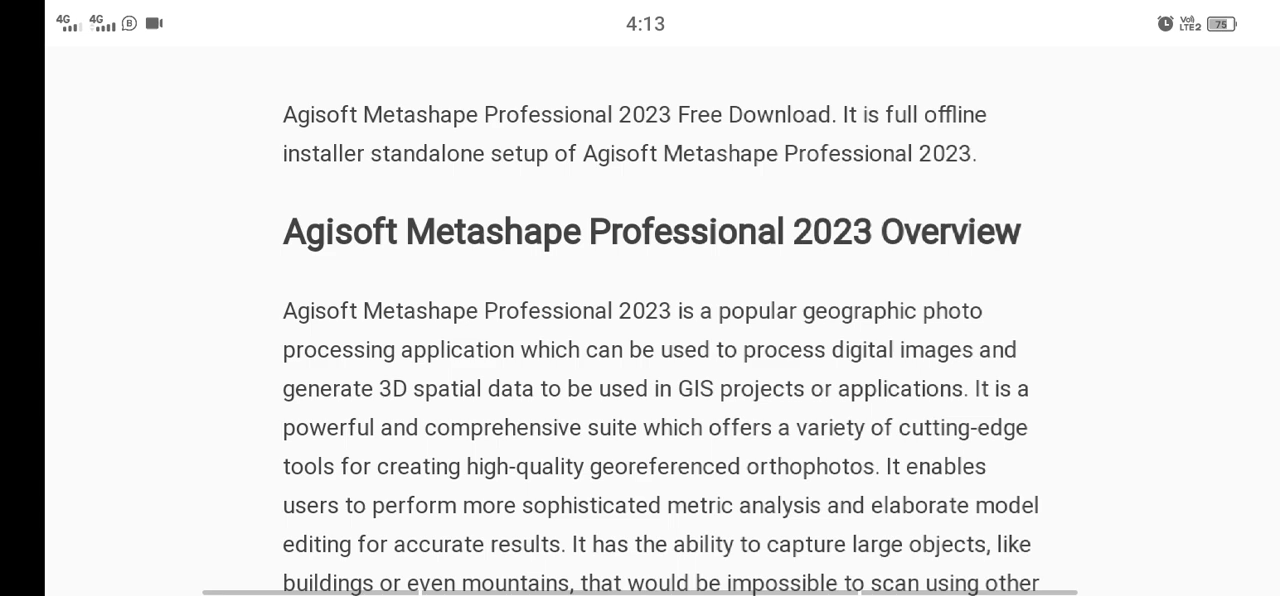 4G 4G 4:13 Vo) LTE2 75
Agisoft Metashape Professional 2023 Free Download. It is full offline
installer standalone setup of Agisoft Metashape Professional 2023.
Agisoft Metashape Professional 2023 Overview
Agisoft Metashape Professional 2023 is a popular geographic photo
processing application which can be used to process digital images and
generate 3D spatial data to be used in GIS projects or applications. It is a
powerful and comprehensive suite which offers a variety of cutting-edge
tools for creating high-quality georeferenced orthophotos. It enables
users to perform more sophisticated metric analysis and elaborate model
editing for accurate results. It has the ability to capture large objects, like
buildings or even mountains, that would be impossible to scan using other